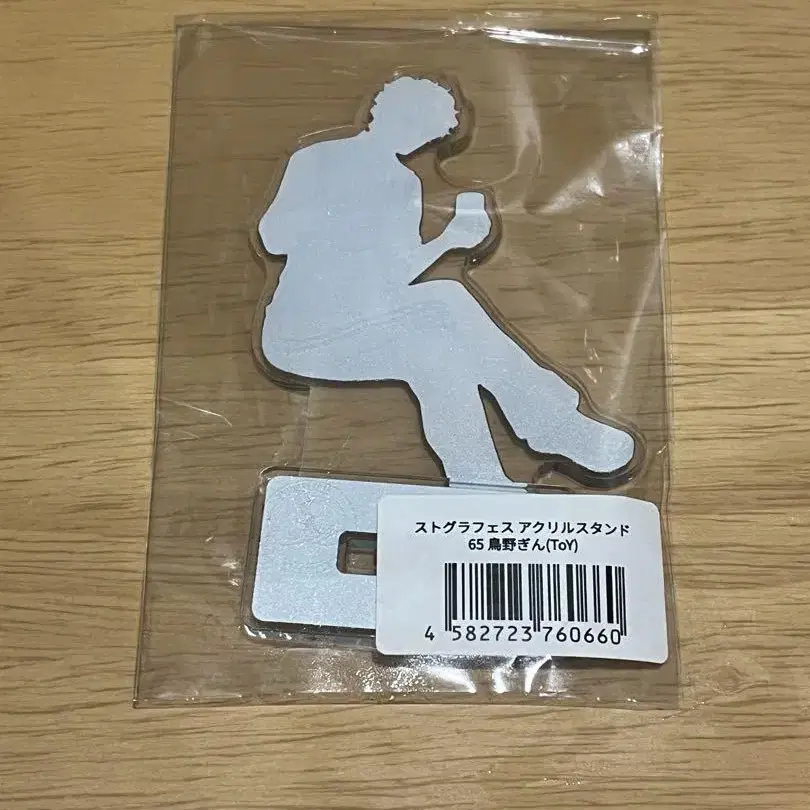 ストグラフェス アクリルスタンド
65 鳥野ぎん(ToY)
4 582723 760660